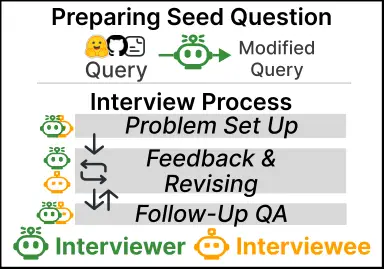 Preparing Seed Question
Query
Modified
Query
Interview Process
Problem Set Up
Feedback &
Revising
Follow-Up QA
Interviewer
Interviewee